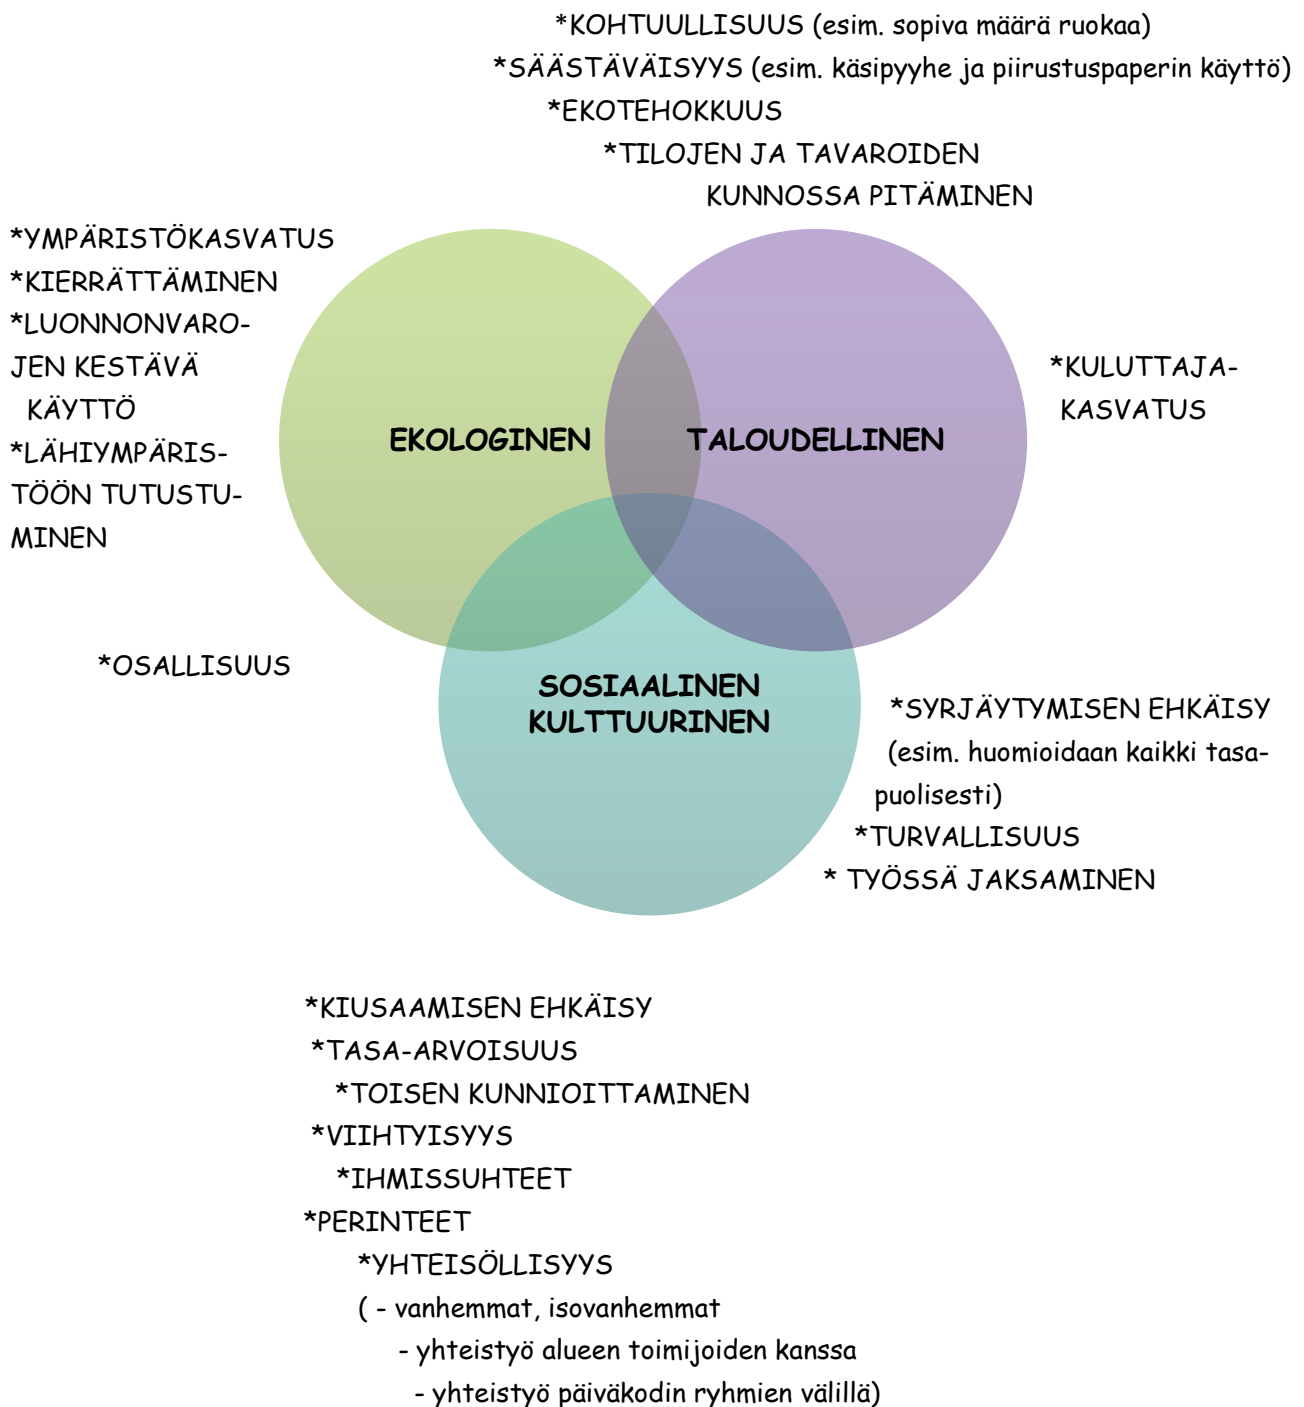 *KOHTUULLISUUS (esim. sopiva määrä ruokaa)
*SÄÄSTÄVÄISYYS (esim. käsipyyhe ja piirustuspaperin käyttö)
*EKOTEHOKKUUS
*TILOJEN JA TAVAROIDEN
KUNNOSSA PITÄMINEN
*YMPÄRISTÖKASVATUS
*KIERRÄTTÄMINEN
*LUONNONVARO-
JEN KESTÄVÄ
KÄYTTÖ
*LÄHIYMPÄRIS-
TÖÖN TUTUSTU-
MINEN
EKOLOGINEN
TALOUDELLINEN
*KULUTTAJA-
KASVATUS
*OSALLISUUS
SOSIAALINEN
KULTTUURINEN
*SYRJÄYTYMISEN EHKÄISY
(esim. huomioidaan kaikki tasa-
puolisesti)
*TURVALLISUUS
* TYÖSSÄ JAKSAMINEN
*KIUSAAMISEN EHKÄISY
*TASA-ARVOISUUS
*TOISEN KUNNIOITTAMINEN
*VIIHTYISYYS
*IHMISSUHTEET
*PERINTEET
*YHTEISÖLLISYYS
( - vanhemmat, isovanhemmat
- yhteistyö alueen toimijoiden kanssa
- yhteistyö päiväkodin ryhmien välillä)